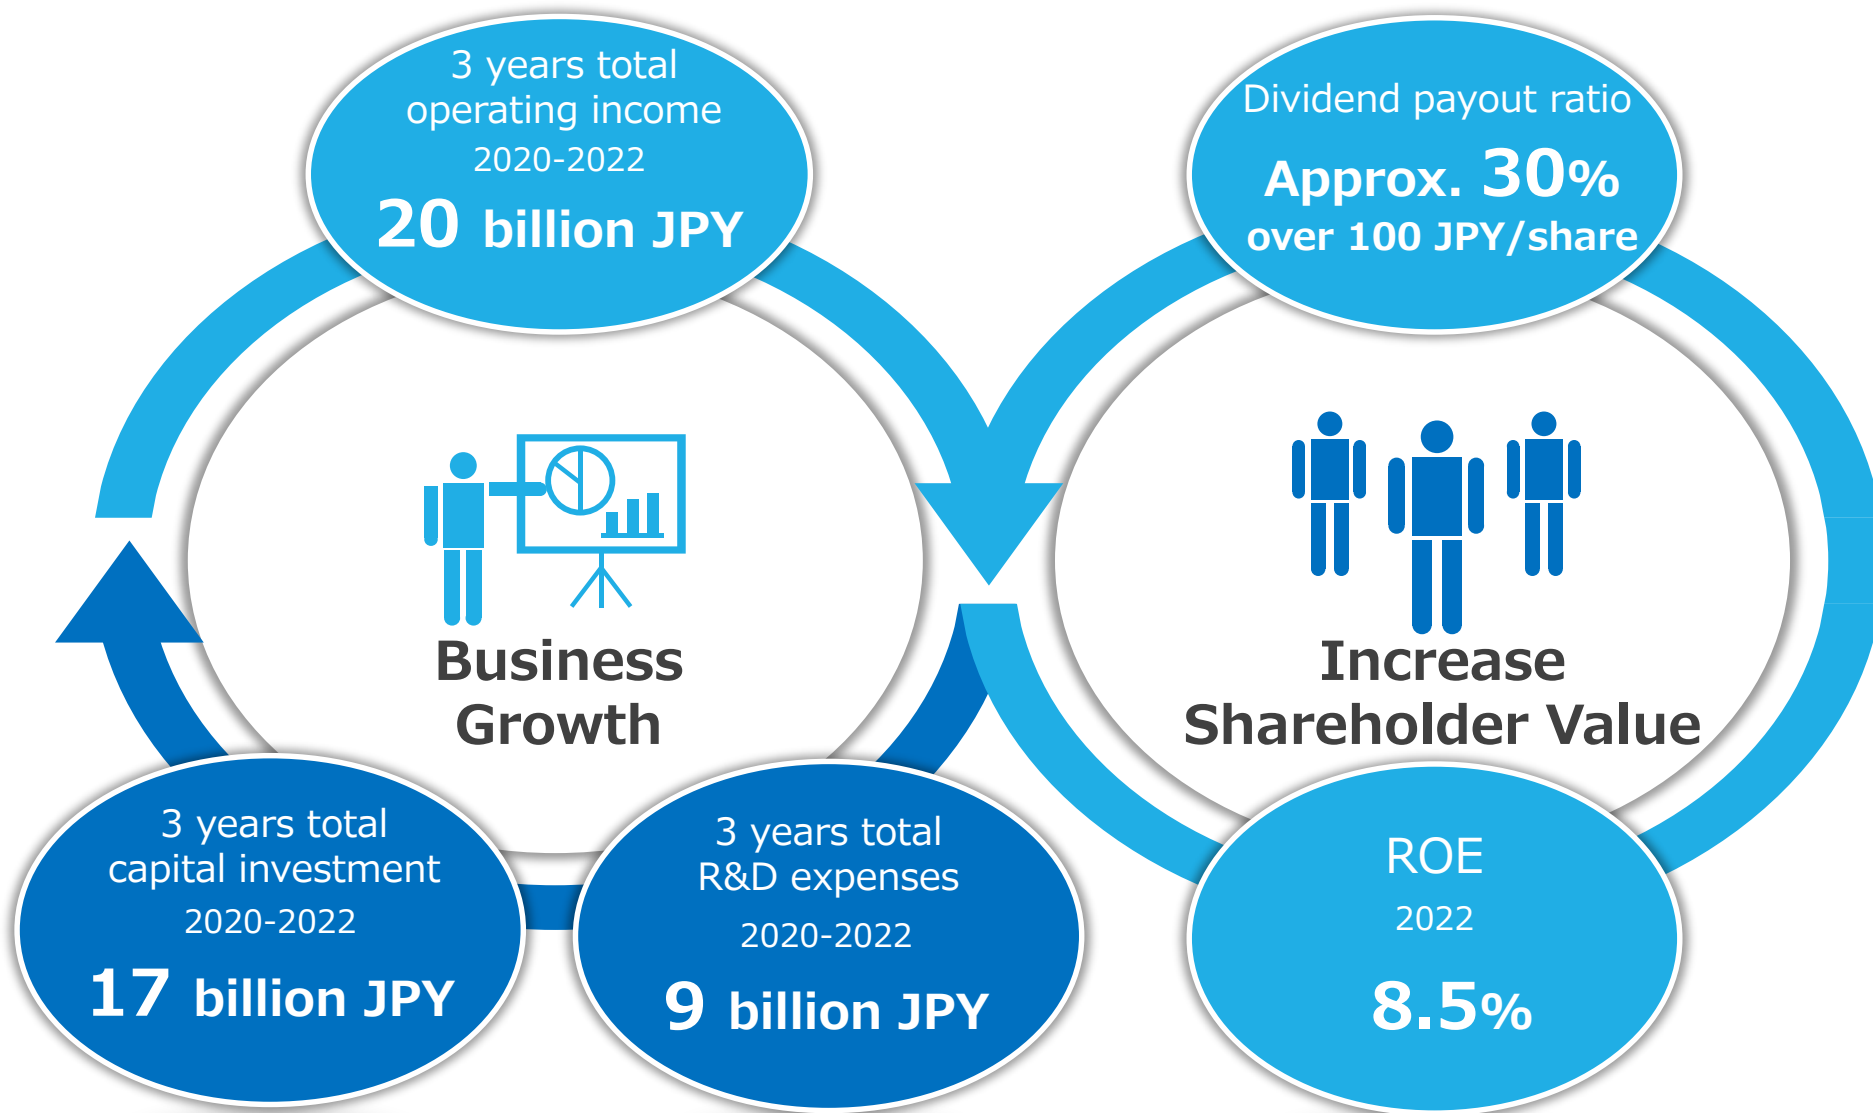 3 years total
operating income
2020-2022
20 billion JPY
Dividend payout ratio
Approx. 30%
over 100 JPY/share
Business
Growth
Increase
Shareholder Value
3 years total
capital investment
2020-2022
17 billion JPY
3 years total
R&D expenses
2020-2022
9 billion JPY
ROE
2022
8.5%